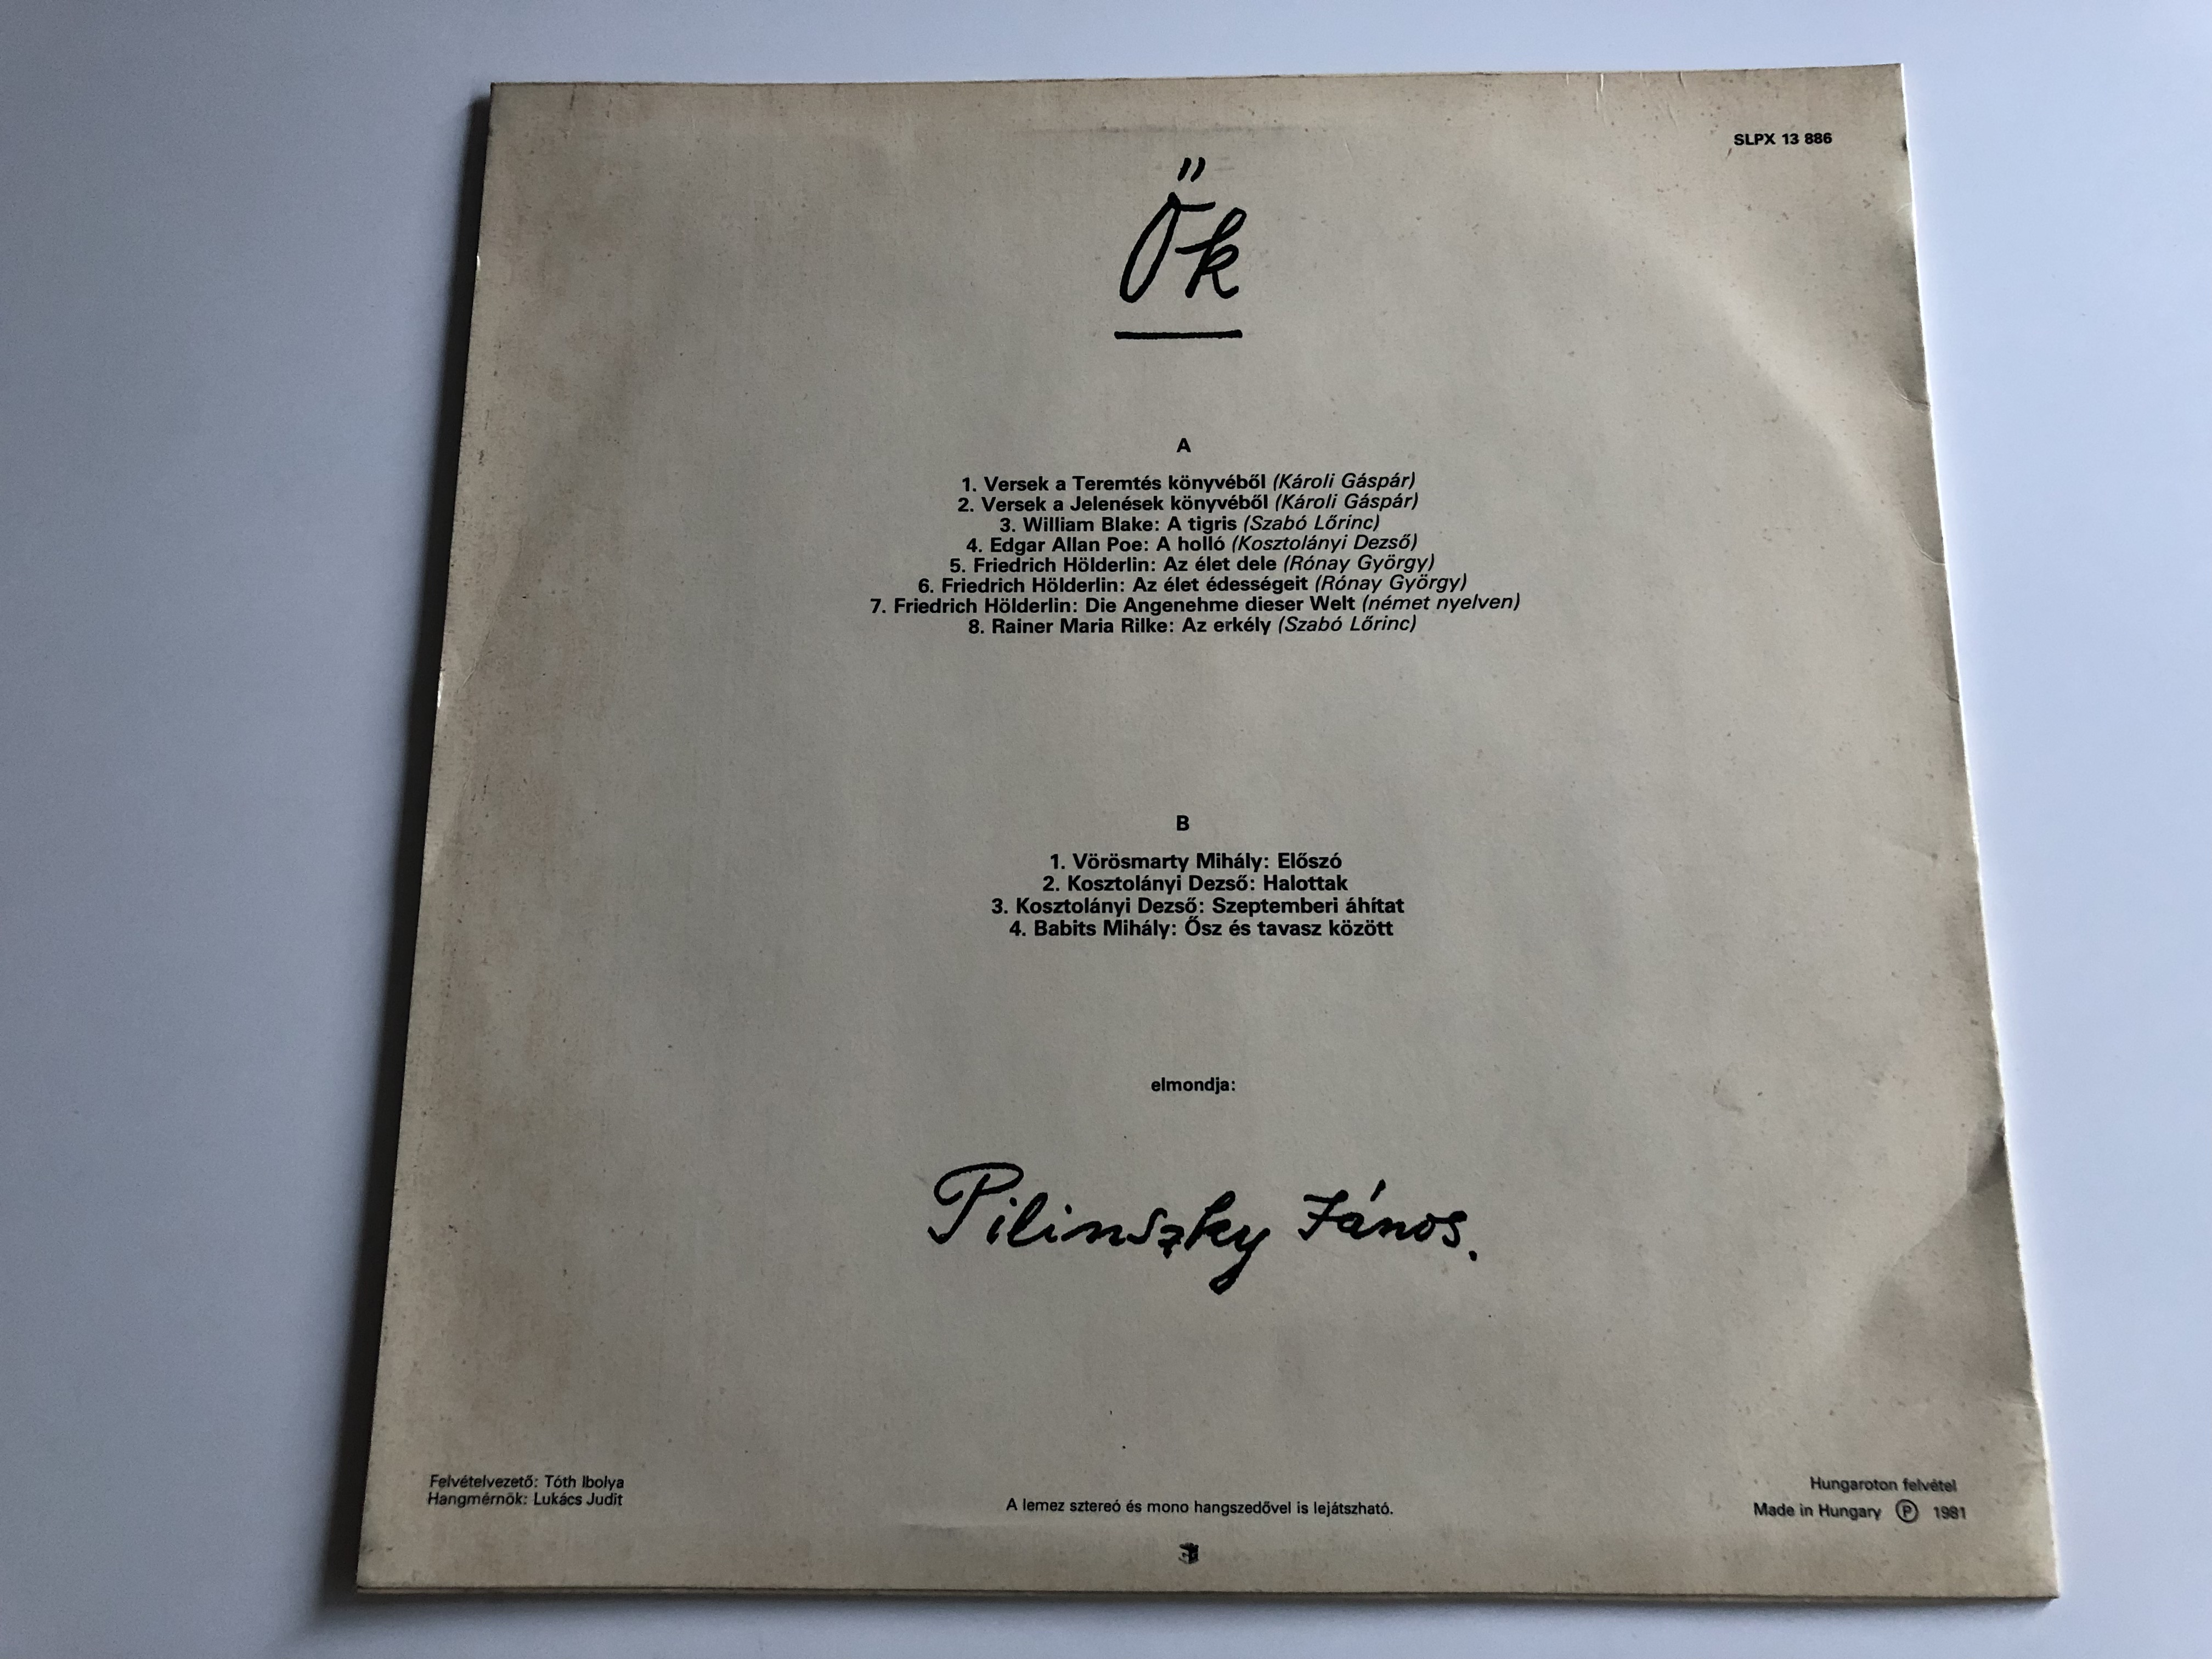 SLPX 13 886
Ők
A
1. Versek a Teremtés könyvéből (Károli Gáspár)
2. Versek a Jelenések könyvéből (Károli Gáspár)
3. William Blake: A tigris (Szabó Lőrinc)
4. Edgar Allan Poe: A holló (Kosztolányi Dezső)
5. Friedrich Hölderlin: Az élet dele (Rónay György)
6. Friedrich Hölderlin: Az élet édességeit (Rónay György)
7. Friedrich Hölderlin: Die Angenehme dieser Welt (német nyelven)
8. Rainer Maria Rilke: Az erkély (Szabó Lőrinc)
B
1. Vörösmarty Mihály: Előszó
2. Kosztolányi Dezső: Halottak
3. Kosztolányi Dezső: Szeptemberi áhítat
4. Babits Mihály: Ősz és tavasz között
elmondja:
Pilinszky János.
Felvételvezető: Tóth Ibolya
Hangmérnök: Lukács Judit
A lemez sztereó és mono hangszedővel is lejátszható.
Hungaroton felvétel
Made in Hungary Ⓟ 1981